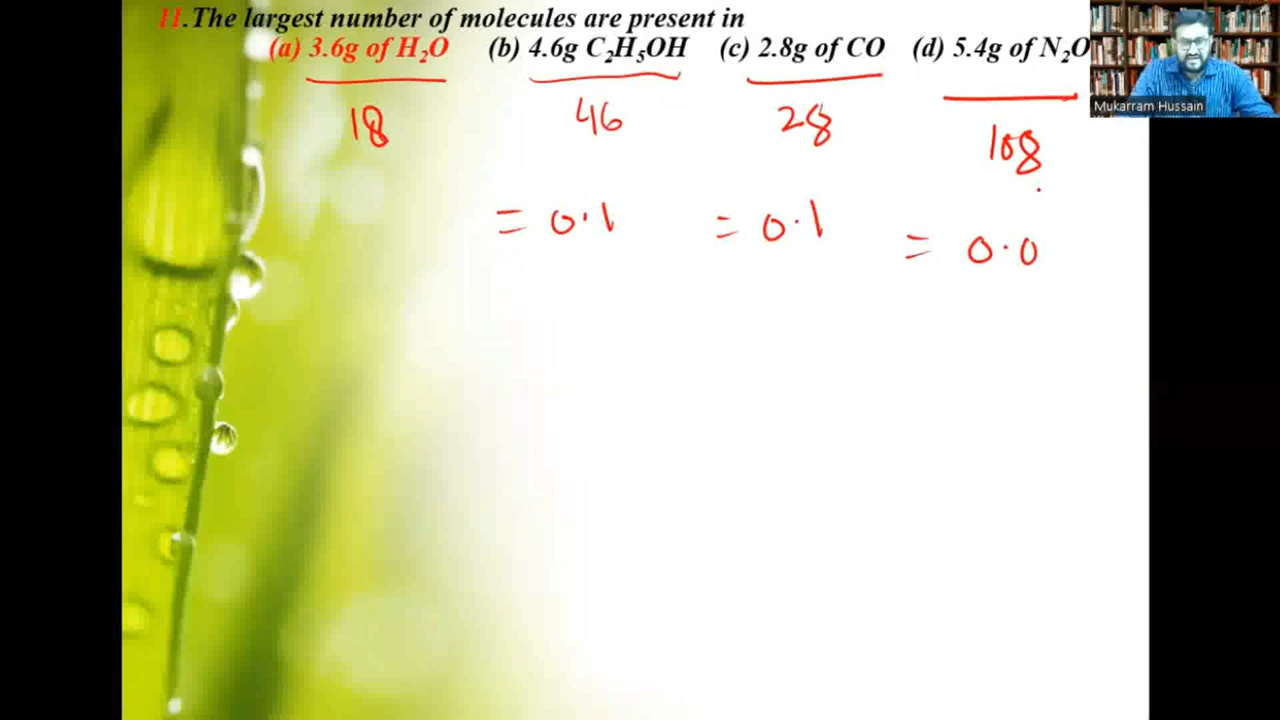 11.The largest number of molecules are present in
(a) 3.6g of H₂O (b) 4.6g C₂H₅OH (c) 2.8g of CO (d) 5.4g of N₂O
Mukarram Hussain
18 46 28 108
= 0.1 = 0.1 = 0.0